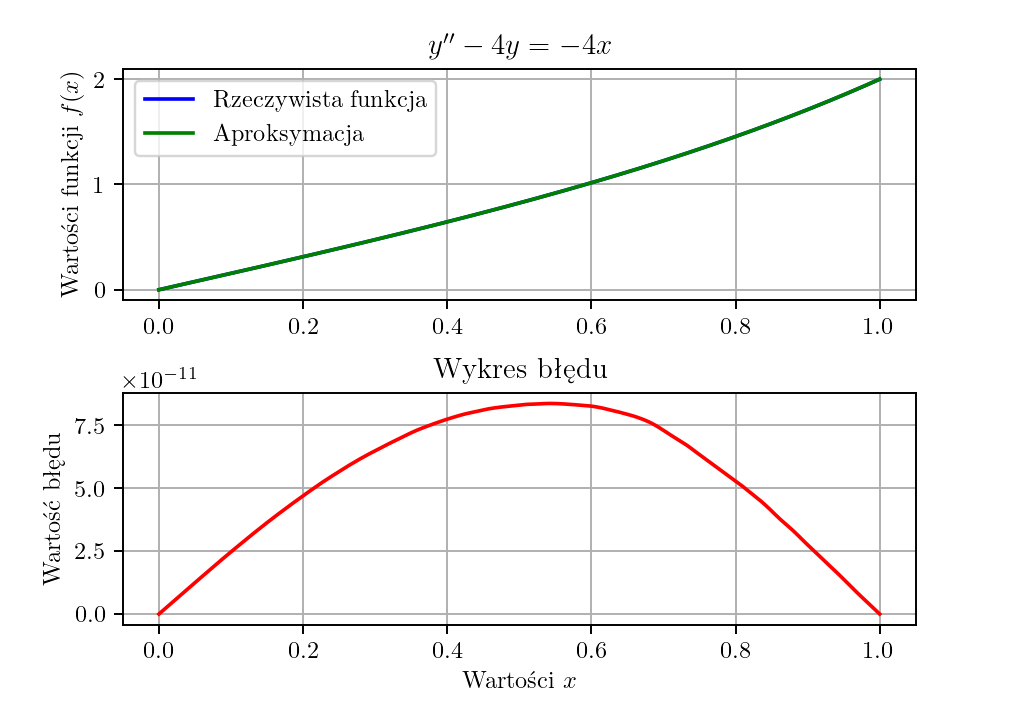 y′′ − 4y = −4x
Wartości funkcji f(x)
2
1
0
Rzeczywista funkcja
Aproksymacja
0.0 0.2 0.4 0.6 0.8 1.0
Wykres błędu
×10⁻¹¹
Wartość błędu
7.5
5.0
2.5
0.0
0.0 0.2 0.4 0.6 0.8 1.0
Wartości x